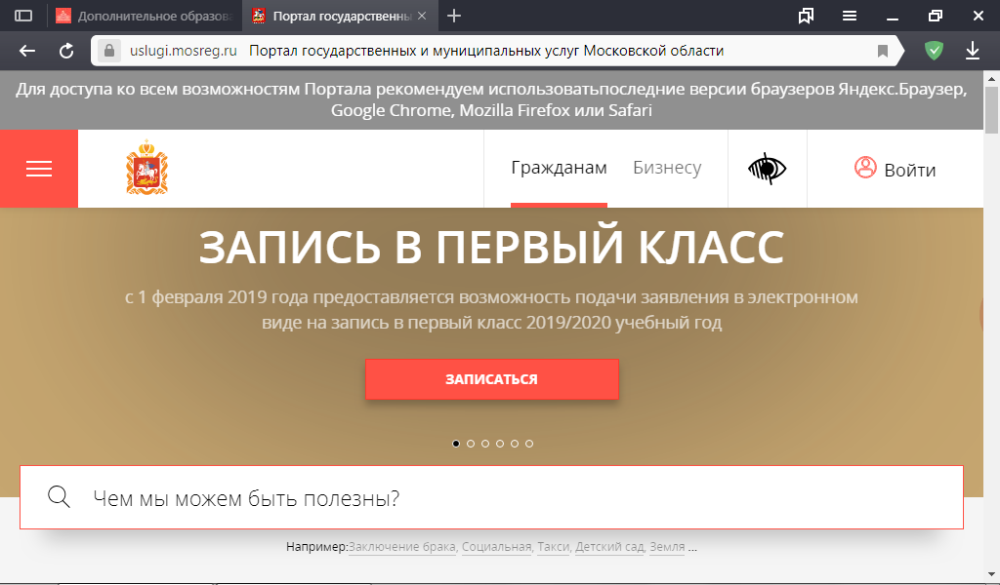 Дополнительное образова
Портал государственны
uslugi.mosreg.ru Портал государственных и муниципальных услуг Московской области
Для доступа ко всем возможностям Портала рекомендуем использоватьпоследние версии браузеров Яндекс.Браузер,
Google Chrome, Mozilla Firefox или Safari
Гражданам Бизнесу Войти
ЗАПИСЬ В ПЕРВЫЙ КЛАСС
с 1 февраля 2019 года предоставляется возможность подачи заявления в электронном
виде на запись в первый класс 2019/2020 учебный год
ЗАПИСАТЬСЯ
Чем мы можем быть полезны?
Например:Заключение брака, Социальная, Такси, Детский сад, Земля ...